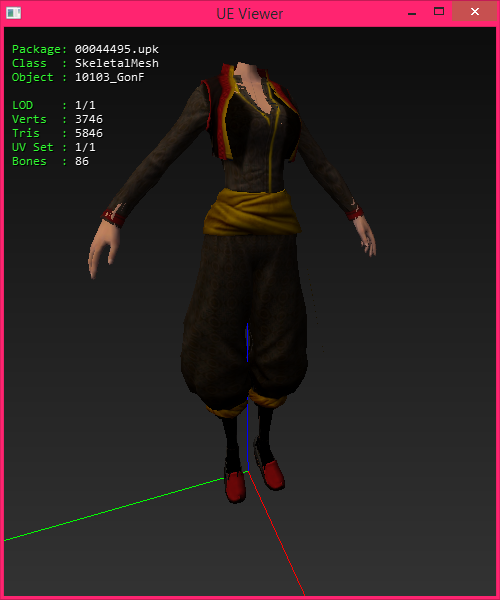 UE Viewer
Package: 00044495.upk
Class  : SkeletalMesh
Object : 10103_GonF
LOD    : 1/1
Verts  : 3746
Tris   : 5846
UV Set : 1/1
Bones  : 86